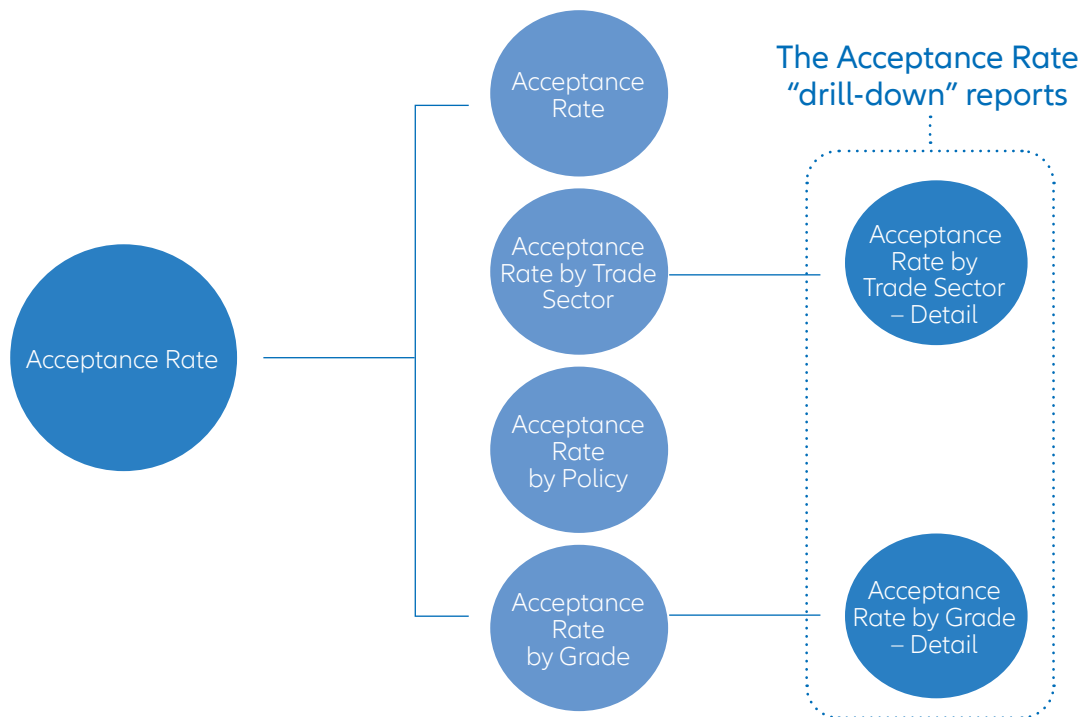 The Acceptance Rate
“drill-down” reports
Acceptance Rate
Acceptance
Rate
Acceptance
Rate by Trade
Sector
Acceptance
Rate
by Policy
Acceptance
Rate
by Grade
Acceptance
Rate by
Trade Sector
– Detail
Acceptance
Rate by Grade
– Detail